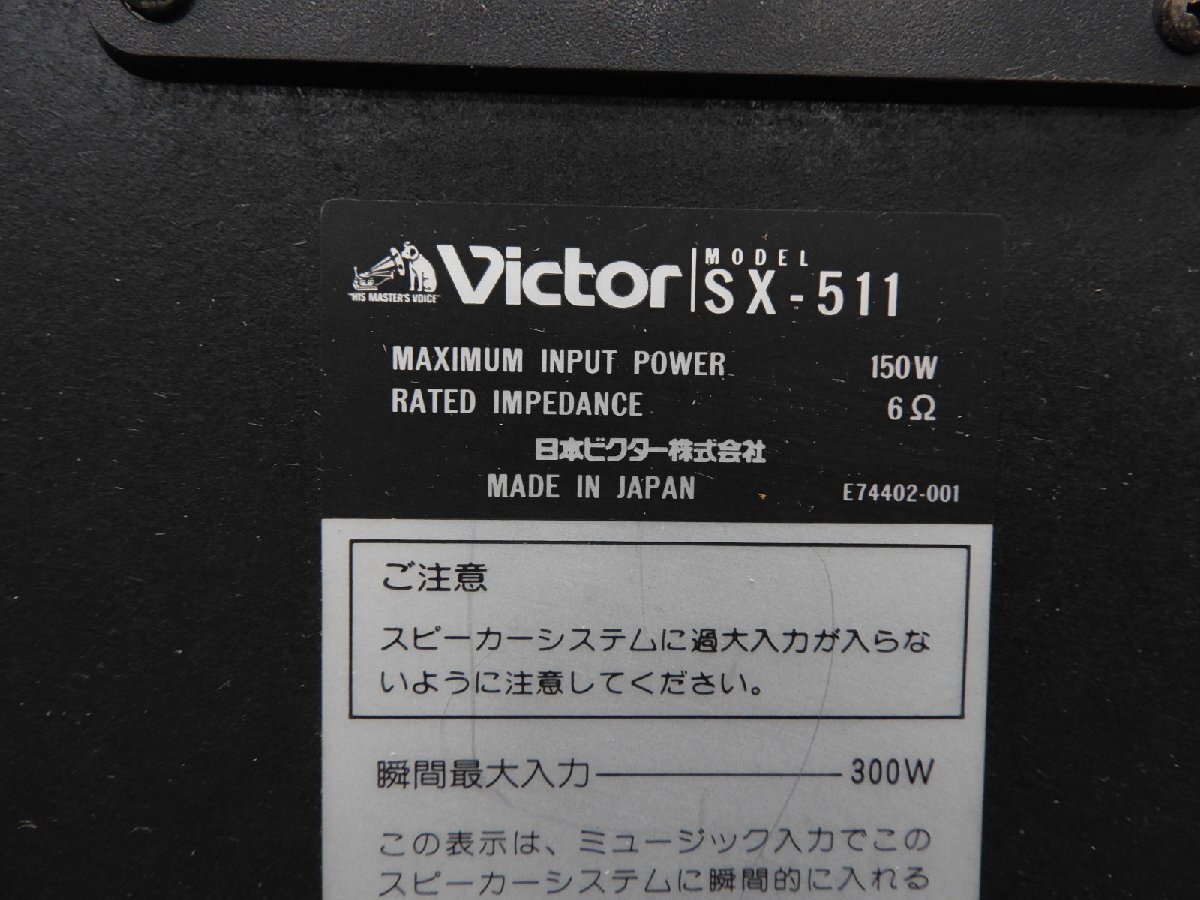 "HIS MASTER'S VOICE"
Victor
MODEL
SX-511
MAXIMUM INPUT POWER 150W
RATED IMPEDANCE 6Ω
日本ビクター株式会社
MADE IN JAPAN E74402-001
ご注意
スピーカーシステムに過大入力が入らな
いように注意してください。
瞬間最大入力 300W
この表示は、ミュージック入力でこの
スピーカーシステムに瞬間的に入れる